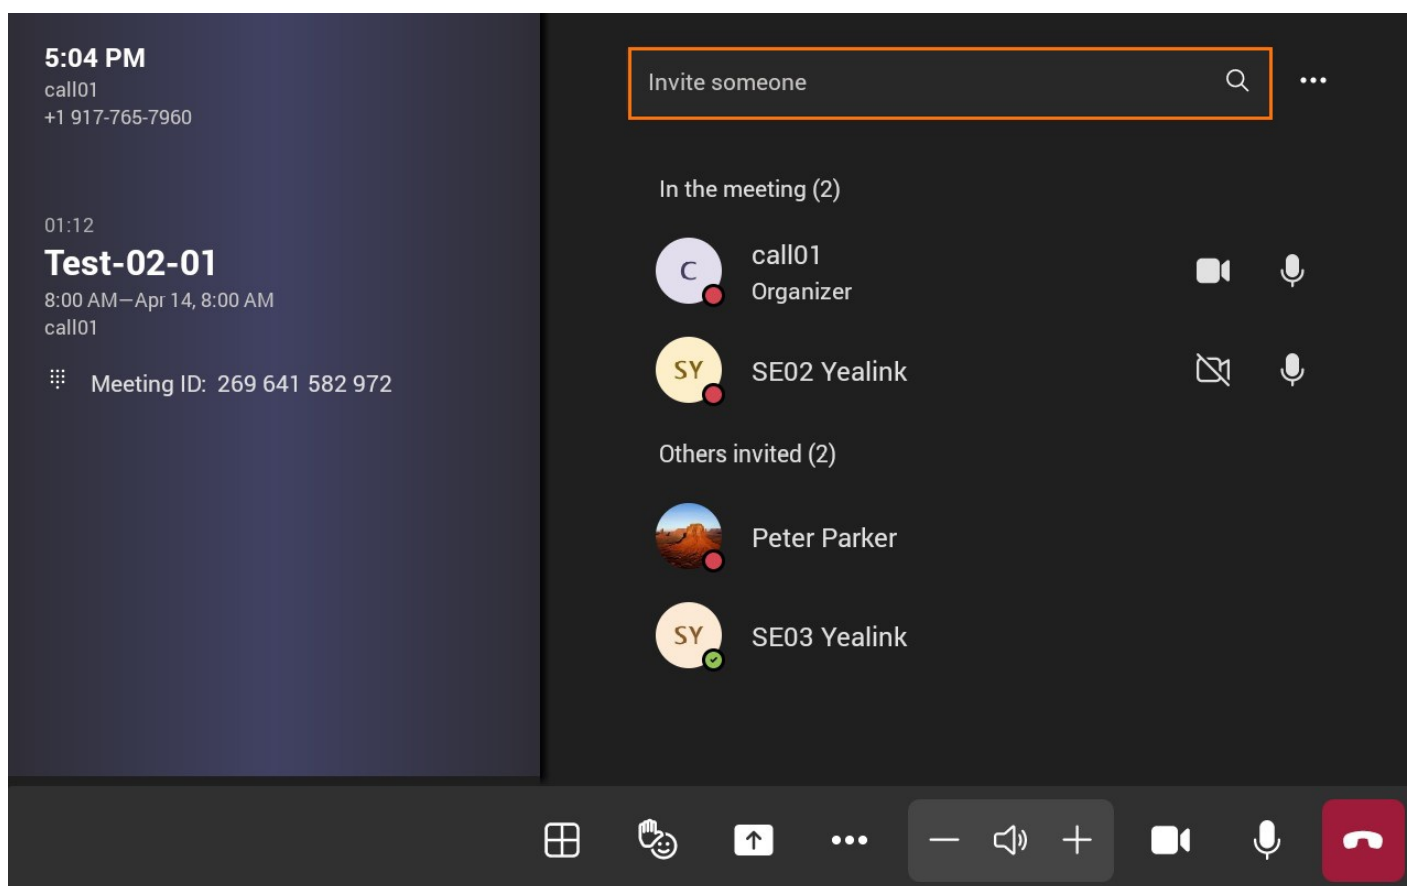 5:04 PM
call01
+1 917-765-7960
01:12
Test-02-01
8:00 AM—Apr 14, 8:00 AM
call01
Meeting ID: 269 641 582 972
Invite someone
In the meeting (2)
C
call01
Organizer
SY
SE02 Yealink
Others invited (2)
Peter Parker
SY
SE03 Yealink